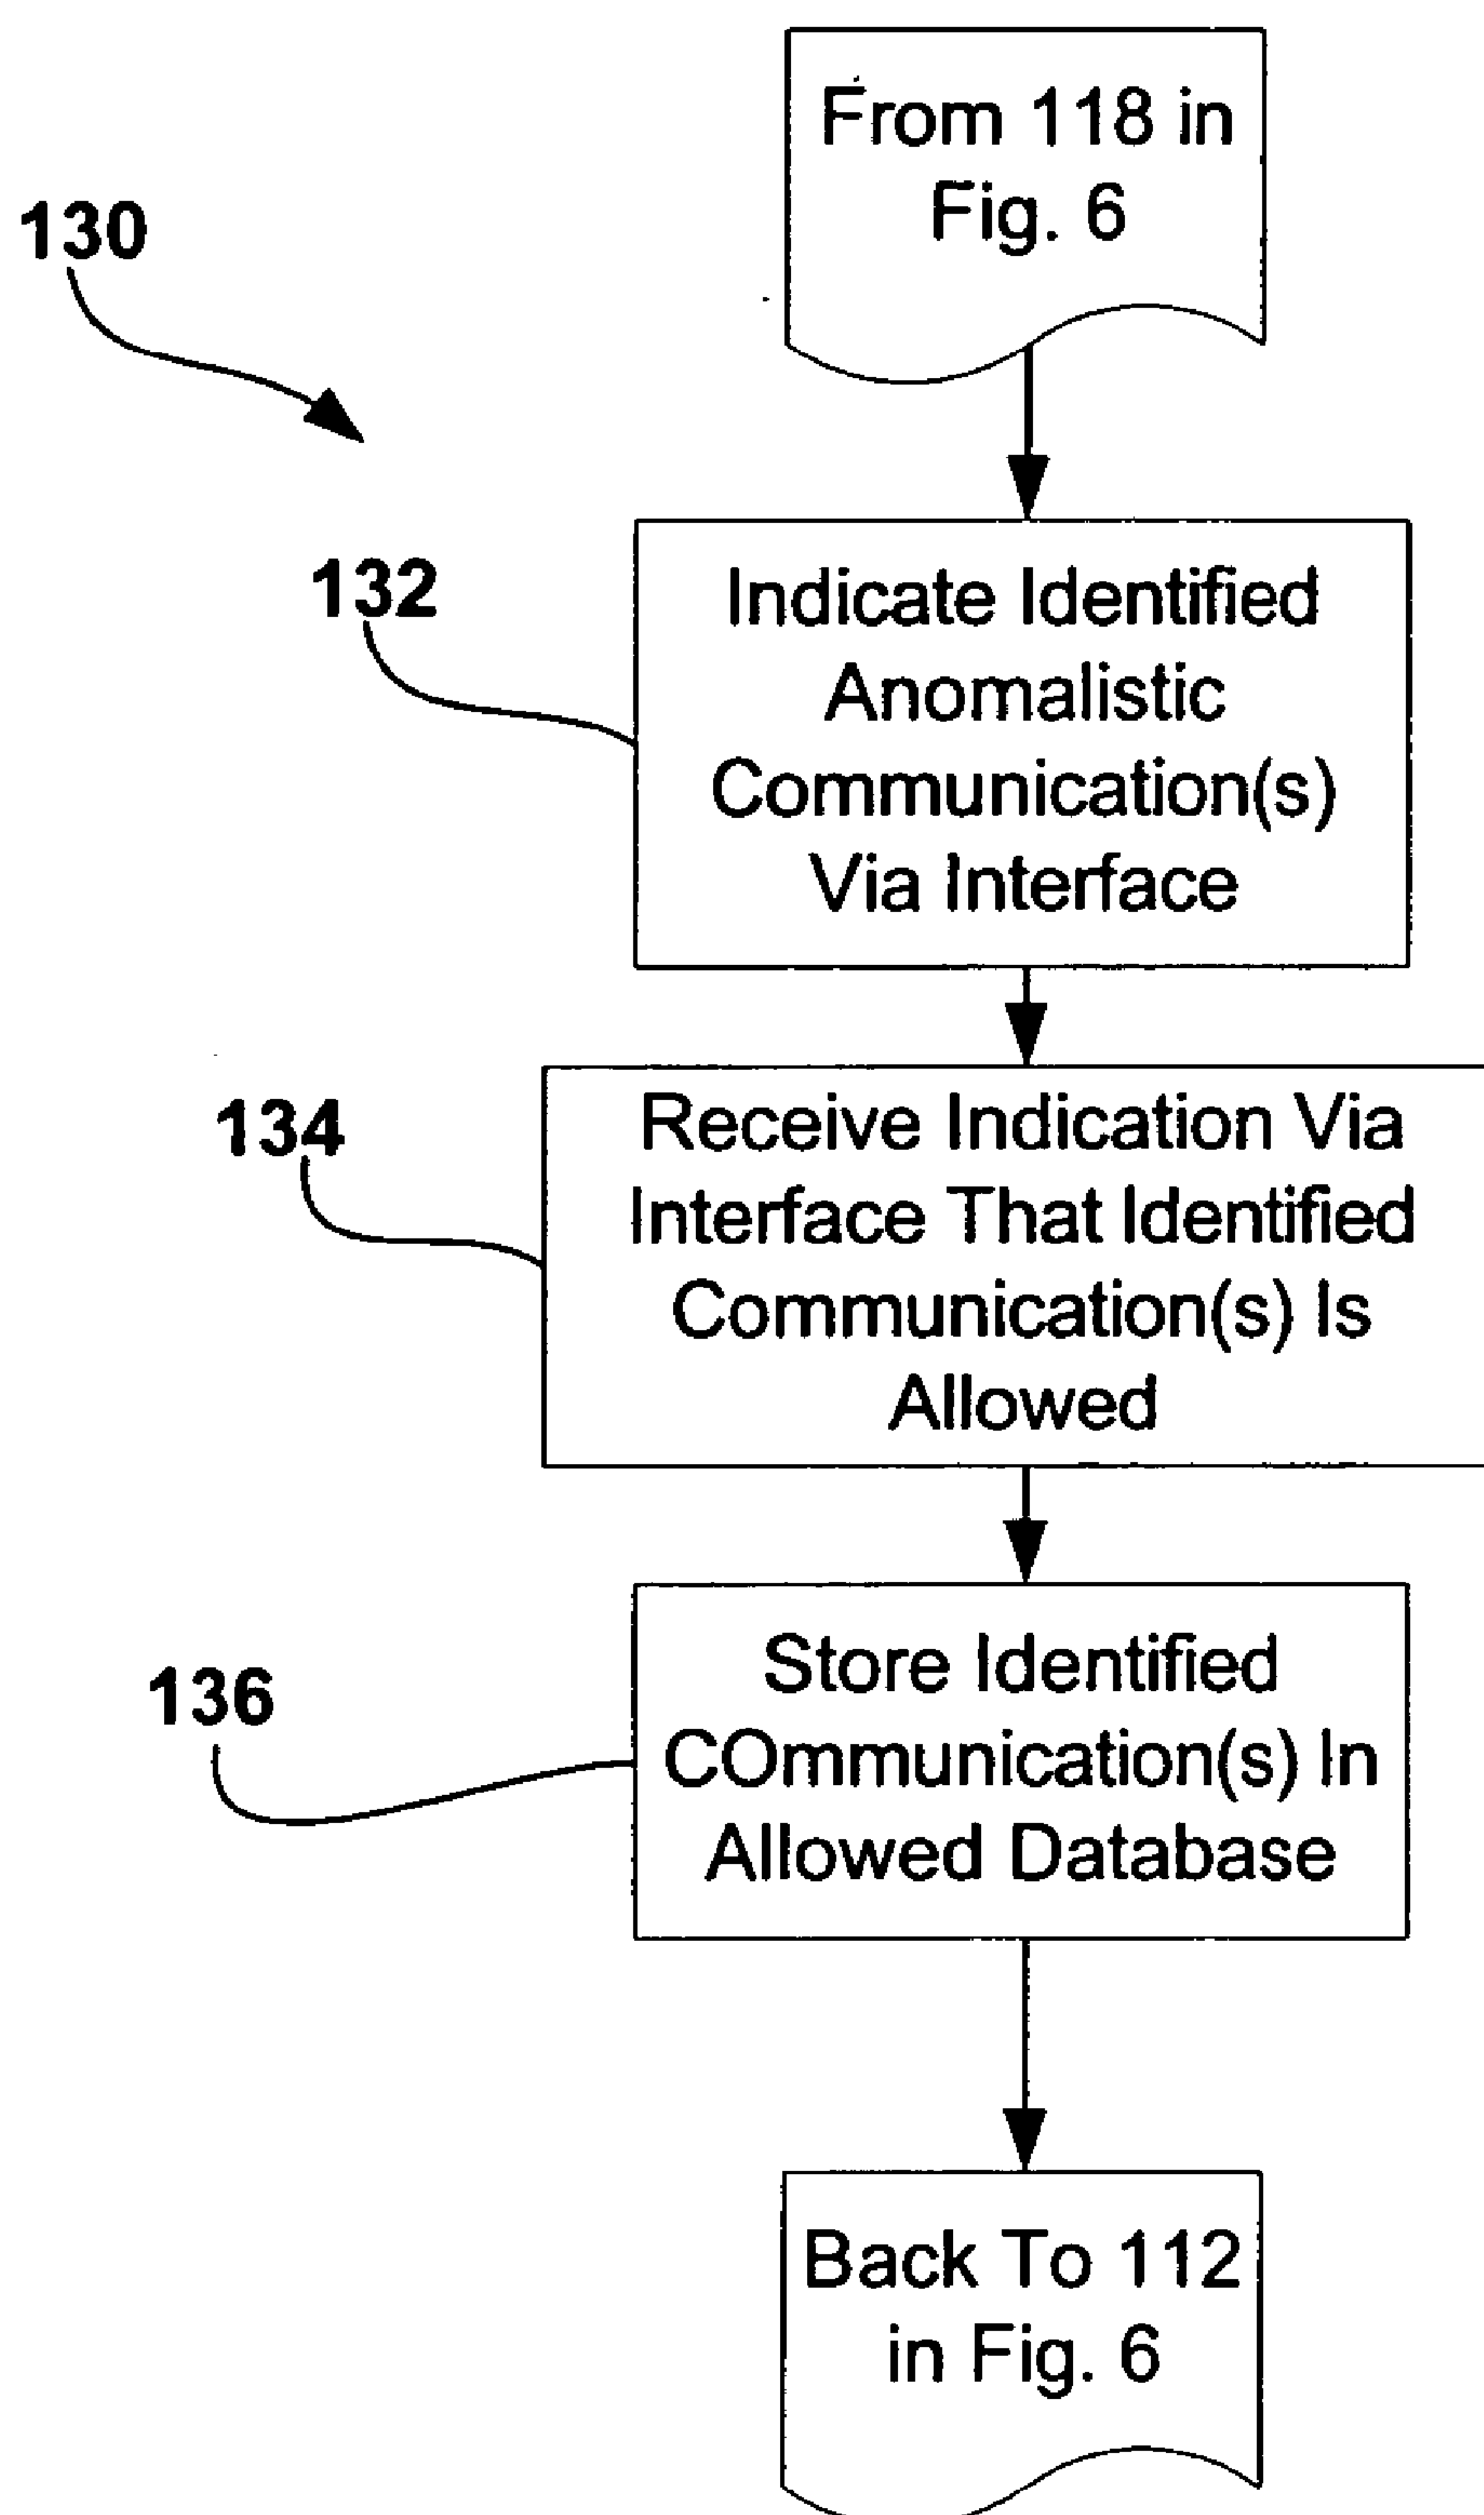 From 118 in
Fig. 6
130
132
Indicate Identified
Anomalistic
Communication(s)
Via Interface
134
Receive Indication Via
Interface That Identified
Communication(s) Is
Allowed
136
Store Identified
COmmunication(s) In
Allowed Database
Back To 112
in Fig. 6